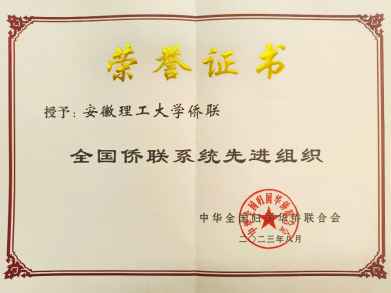 荣誉证书
授予：安徽理工大学侨联
全国侨联系统先进组织
中华全国归国华侨联合会
二〇二三年八月